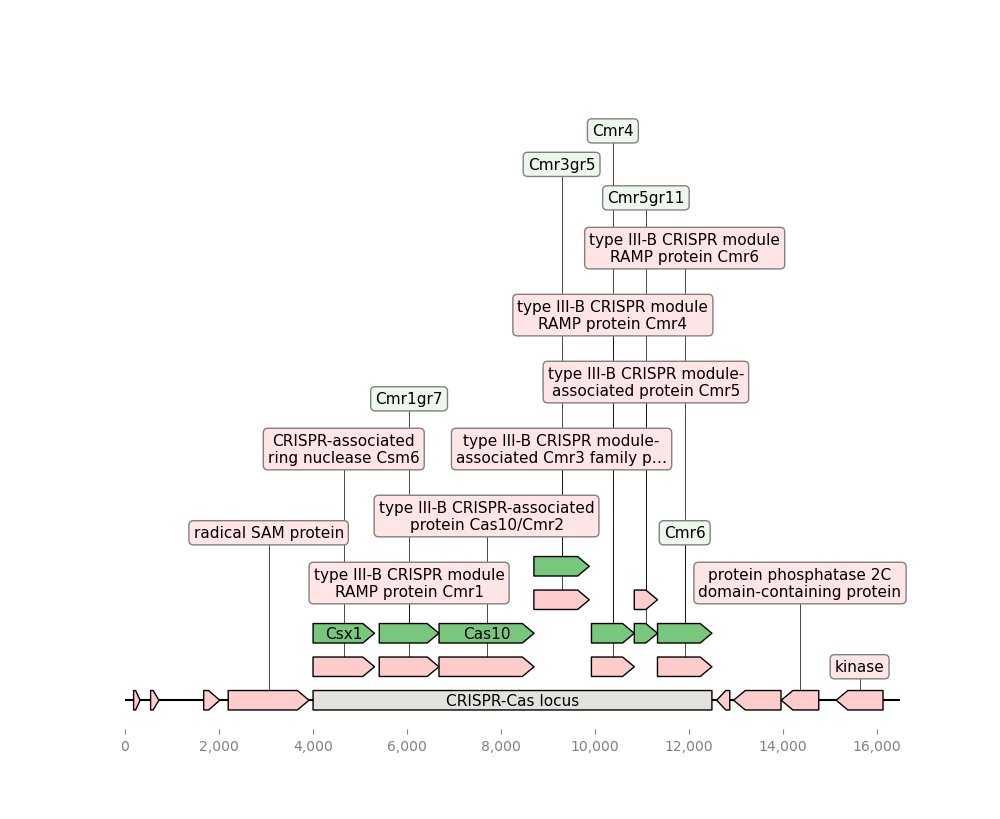 Cmr4
Cmr3gr5
Cmr5gr11
type III-B CRISPR module
RAMP protein Cmr6
type III-B CRISPR module
RAMP protein Cmr4
type III-B CRISPR module-
associated protein Cmr5
Cmr1gr7
CRISPR-associated
ring nuclease Csm6
type III-B CRISPR module-
associated Cmr3 family p…
type III-B CRISPR-associated
protein Cas10/Cmr2
radical SAM protein
Cmr6
type III-B CRISPR module
RAMP protein Cmr1
protein phosphatase 2C
domain-containing protein
Csx1
Cas10
kinase
CRISPR-Cas locus
0 2,000 4,000 6,000 8,000 10,000 12,000 14,000 16,000